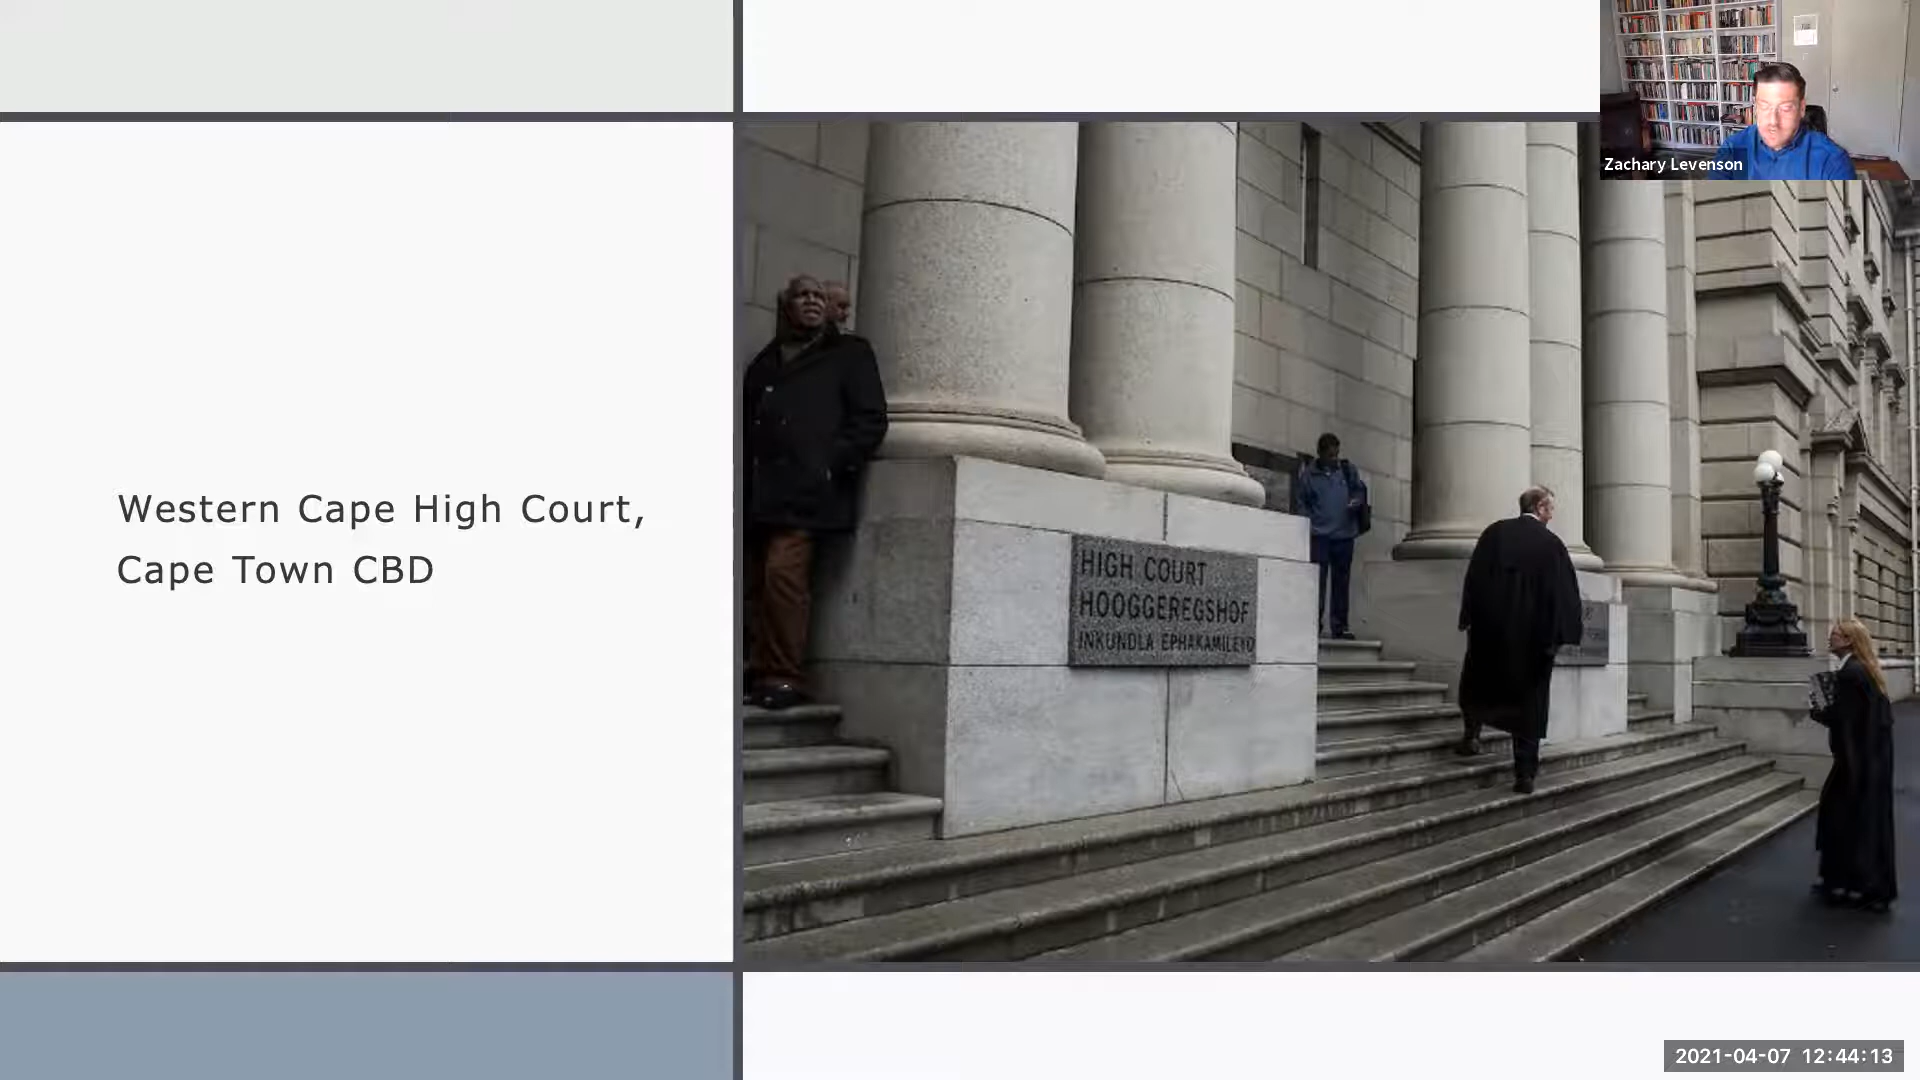 Zachary Levenson
Western Cape High Court,
Cape Town CBD
HIGH COURT
HOOGGEREGSHOF
INKUNDLA EPHAKAMILEYO
2021-04-07 12:44:13